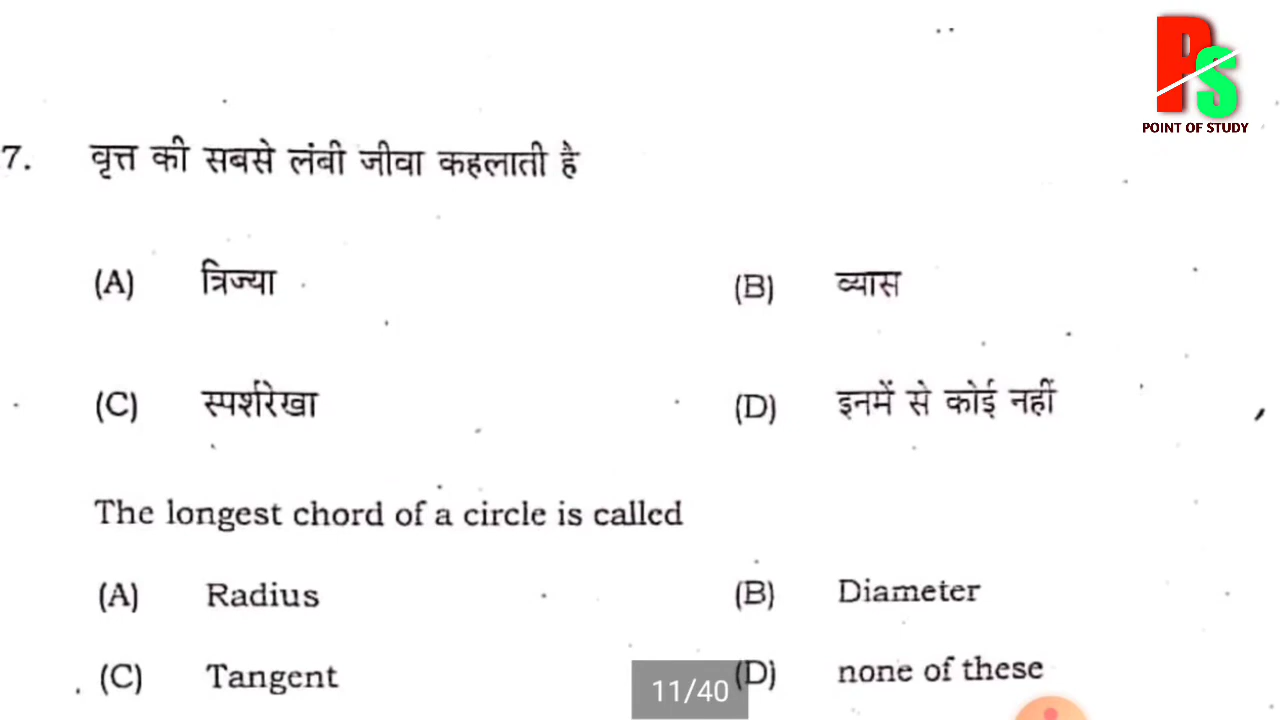 PS
POINT OF STUDY
7. वृत्त की सबसे लंबी जीवा कहलाती है
(A) त्रिज्या (B) व्यास
(C) स्पर्शरेखा (D) इनमें से कोई नहीं
The longest chord of a circle is called
(A) Radius (B) Diameter
(C) Tangent (D) none of these
11/40